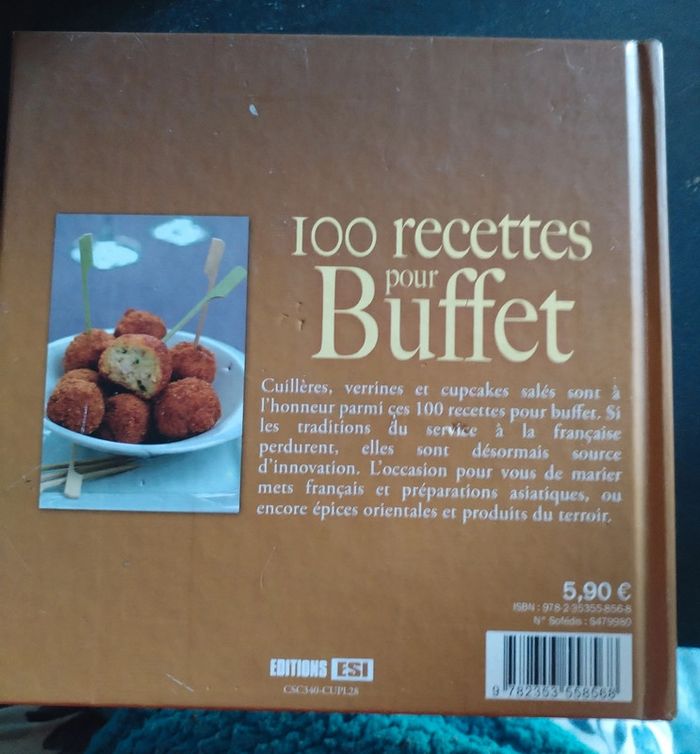 100 recettes
pour
Buffet
Cuillères, verrines et cupcakes salés sont à
l'honneur parmi ces 100 recettes pour buffet. Si
les traditions du service à la française
perdurent, elles sont désormais source
d'innovation. L'occasion pour vous de marier
mets français et préparations asiatiques, ou
encore épices orientales et produits du terroir.
5,90 €
ISBN : 978-2-35355-856-8
N° Sofédis : S479980
EDITIONS ESI
CSC340-CUPL28
9 782353 558568